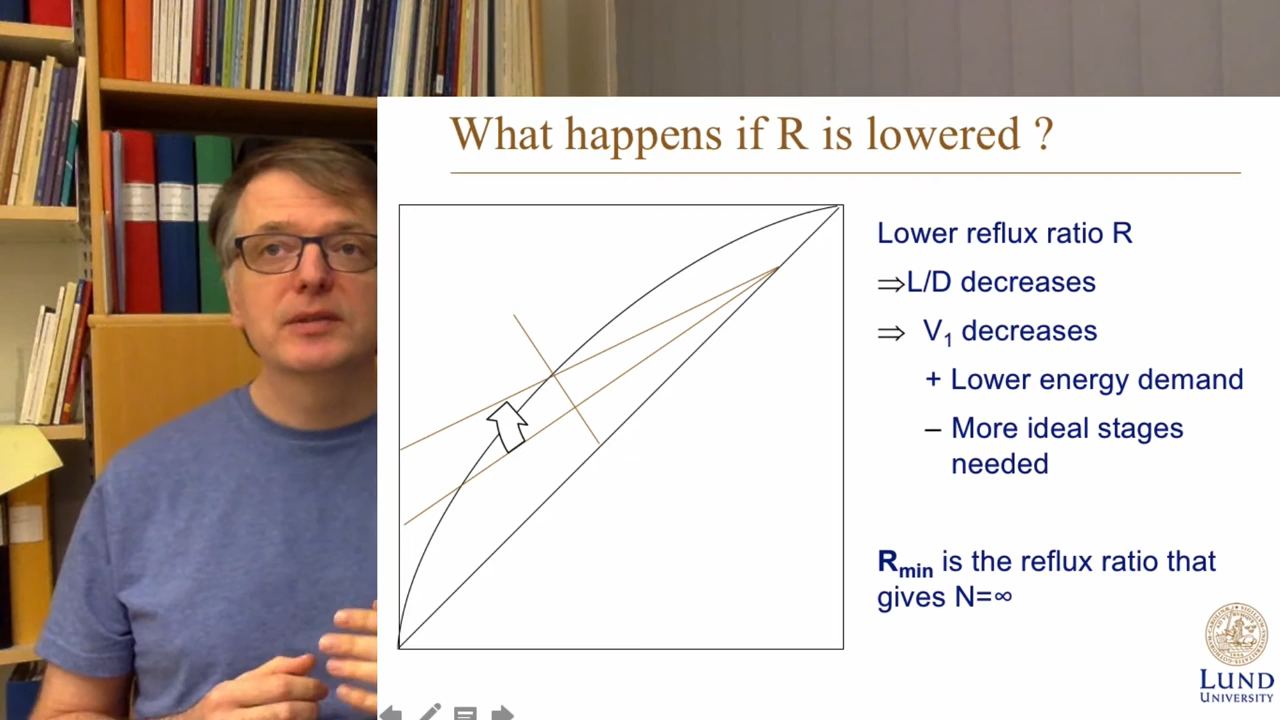 What happens if R is lowered ?
Lower reflux ratio R
⇒L/D decreases
⇒ V₁ decreases
+ Lower energy demand
– More ideal stages
needed
Rmin is the reflux ratio that
gives N=∞
LUND
UNIVERSITY